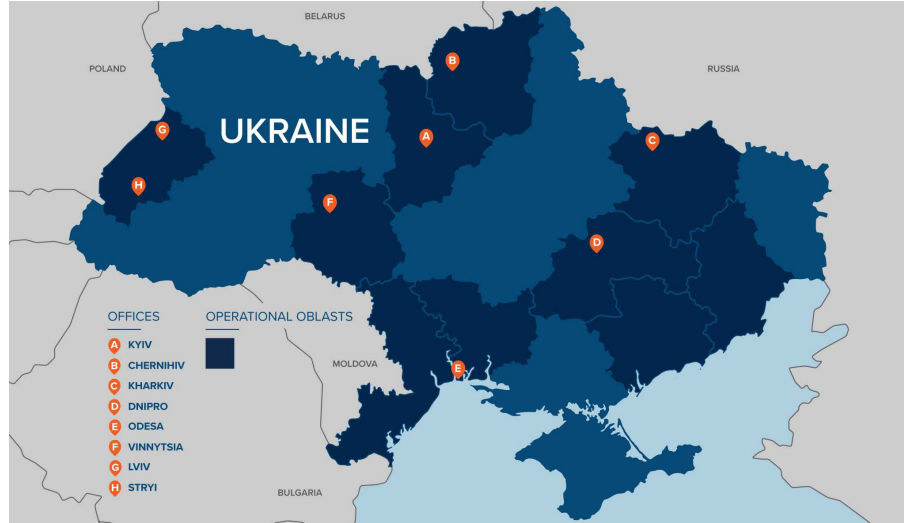 BELARUS
POLAND
RUSSIA
UKRAINE
B
G
A
C
H
F
D
OFFICES
OPERATIONAL OBLASTS
A KYIV
B CHERNIHIV
C KHARKIV
D DNIPRO
E ODESA
F VINNYTSIA
G LVIV
H STRYI
MOLDOVA
E
BULGARIA